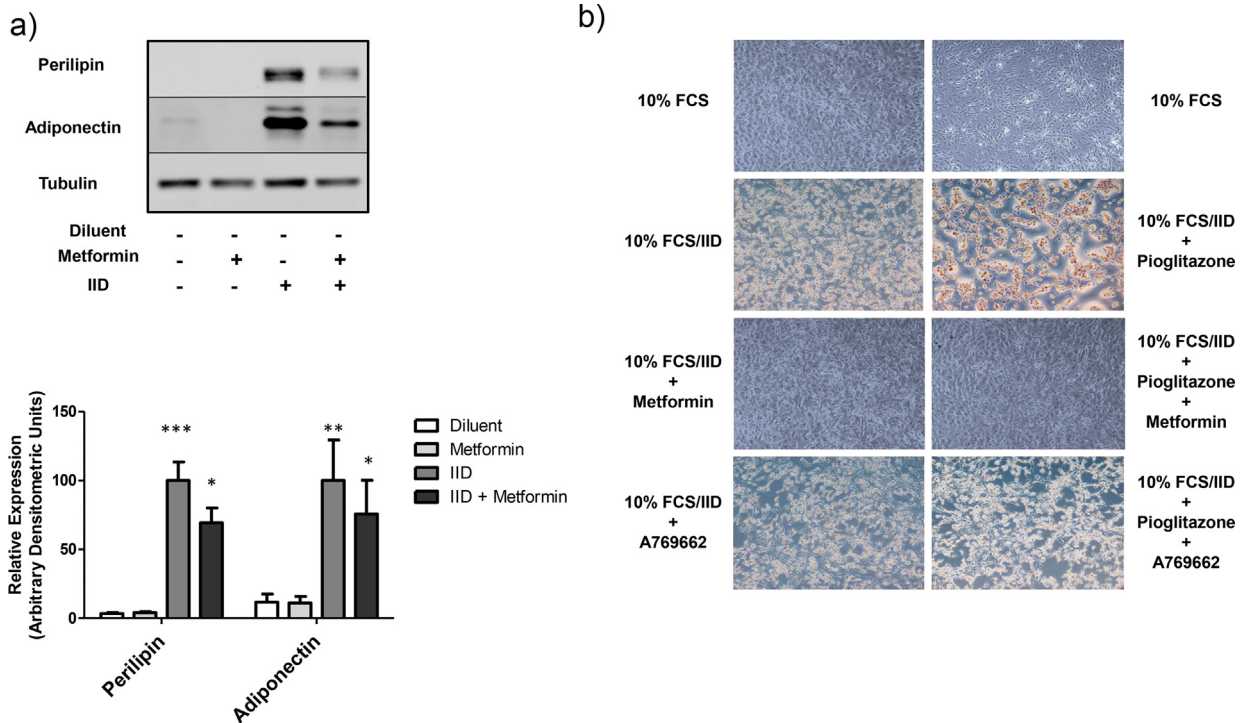 a)
Perilipin
Adiponectin
Tubulin
Diluent - - - -
Metformin - + - +
IID - - + +
Relative Expression
(Arbitrary Densitometric Units)
150
100
50
0
***
*
**
*
Perilipin
Adiponectin
Diluent
Metformin
IID
IID + Metformin
b)
10% FCS
10% FCS
10% FCS/IID
10% FCS/IID
+
Pioglitazone
10% FCS/IID
+
Metformin
10% FCS/IID
+
Pioglitazone
+
Metformin
10% FCS/IID
+
A769662
10% FCS/IID
+
Pioglitazone
+
A769662